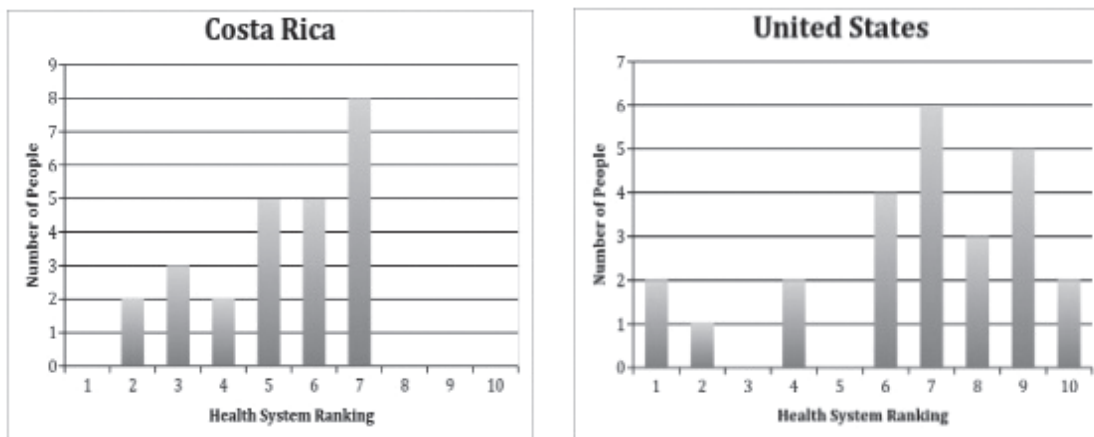 Costa Rica
9
8
7
6
5
4
3
2
1
0
Number of People
1 2 3 4 5 6 7 8 9 10
Health System Ranking
United States
7
6
5
4
3
2
1
0
Number of People
1 2 3 4 5 6 7 8 9 10
Health System Ranking